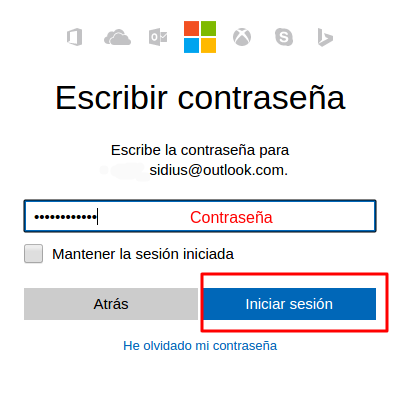 Escribir contraseña
Escribe la contraseña para
sidius@outlook.com.
•••••••••••• Contraseña
Mantener la sesión iniciada
Atrás Iniciar sesión
He olvidado mi contraseña